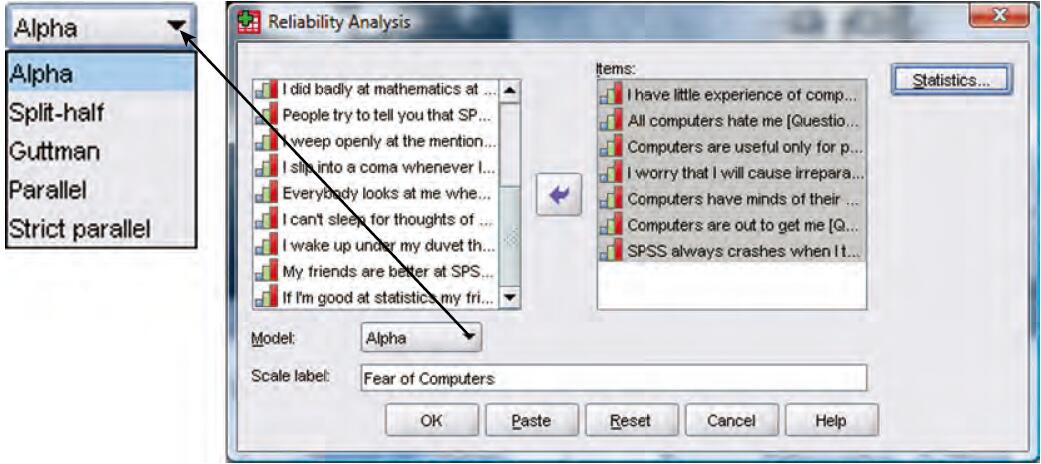 Alpha
Alpha
Split-half
Guttman
Parallel
Strict parallel
Reliability Analysis
I did badly at mathematics at ...
People try to tell you that SP...
I weep openly at the mention...
I slip into a coma whenever I...
Everybody looks at me whe...
I can't sleep for thoughts of ...
I wake up under my duvet th...
My friends are better at SPS...
If I'm good at statistics my fri...
Items:
I have little experience of comp...
All computers hate me [Questio...
Computers are useful only for p...
I worry that I will cause irrepara...
Computers have minds of their ...
Computers are out to get me [Q...
SPSS always crashes when I t...
Statistics...
Model:
Alpha
Scale label:
Fear of Computers
OK
Paste
Reset
Cancel
Help